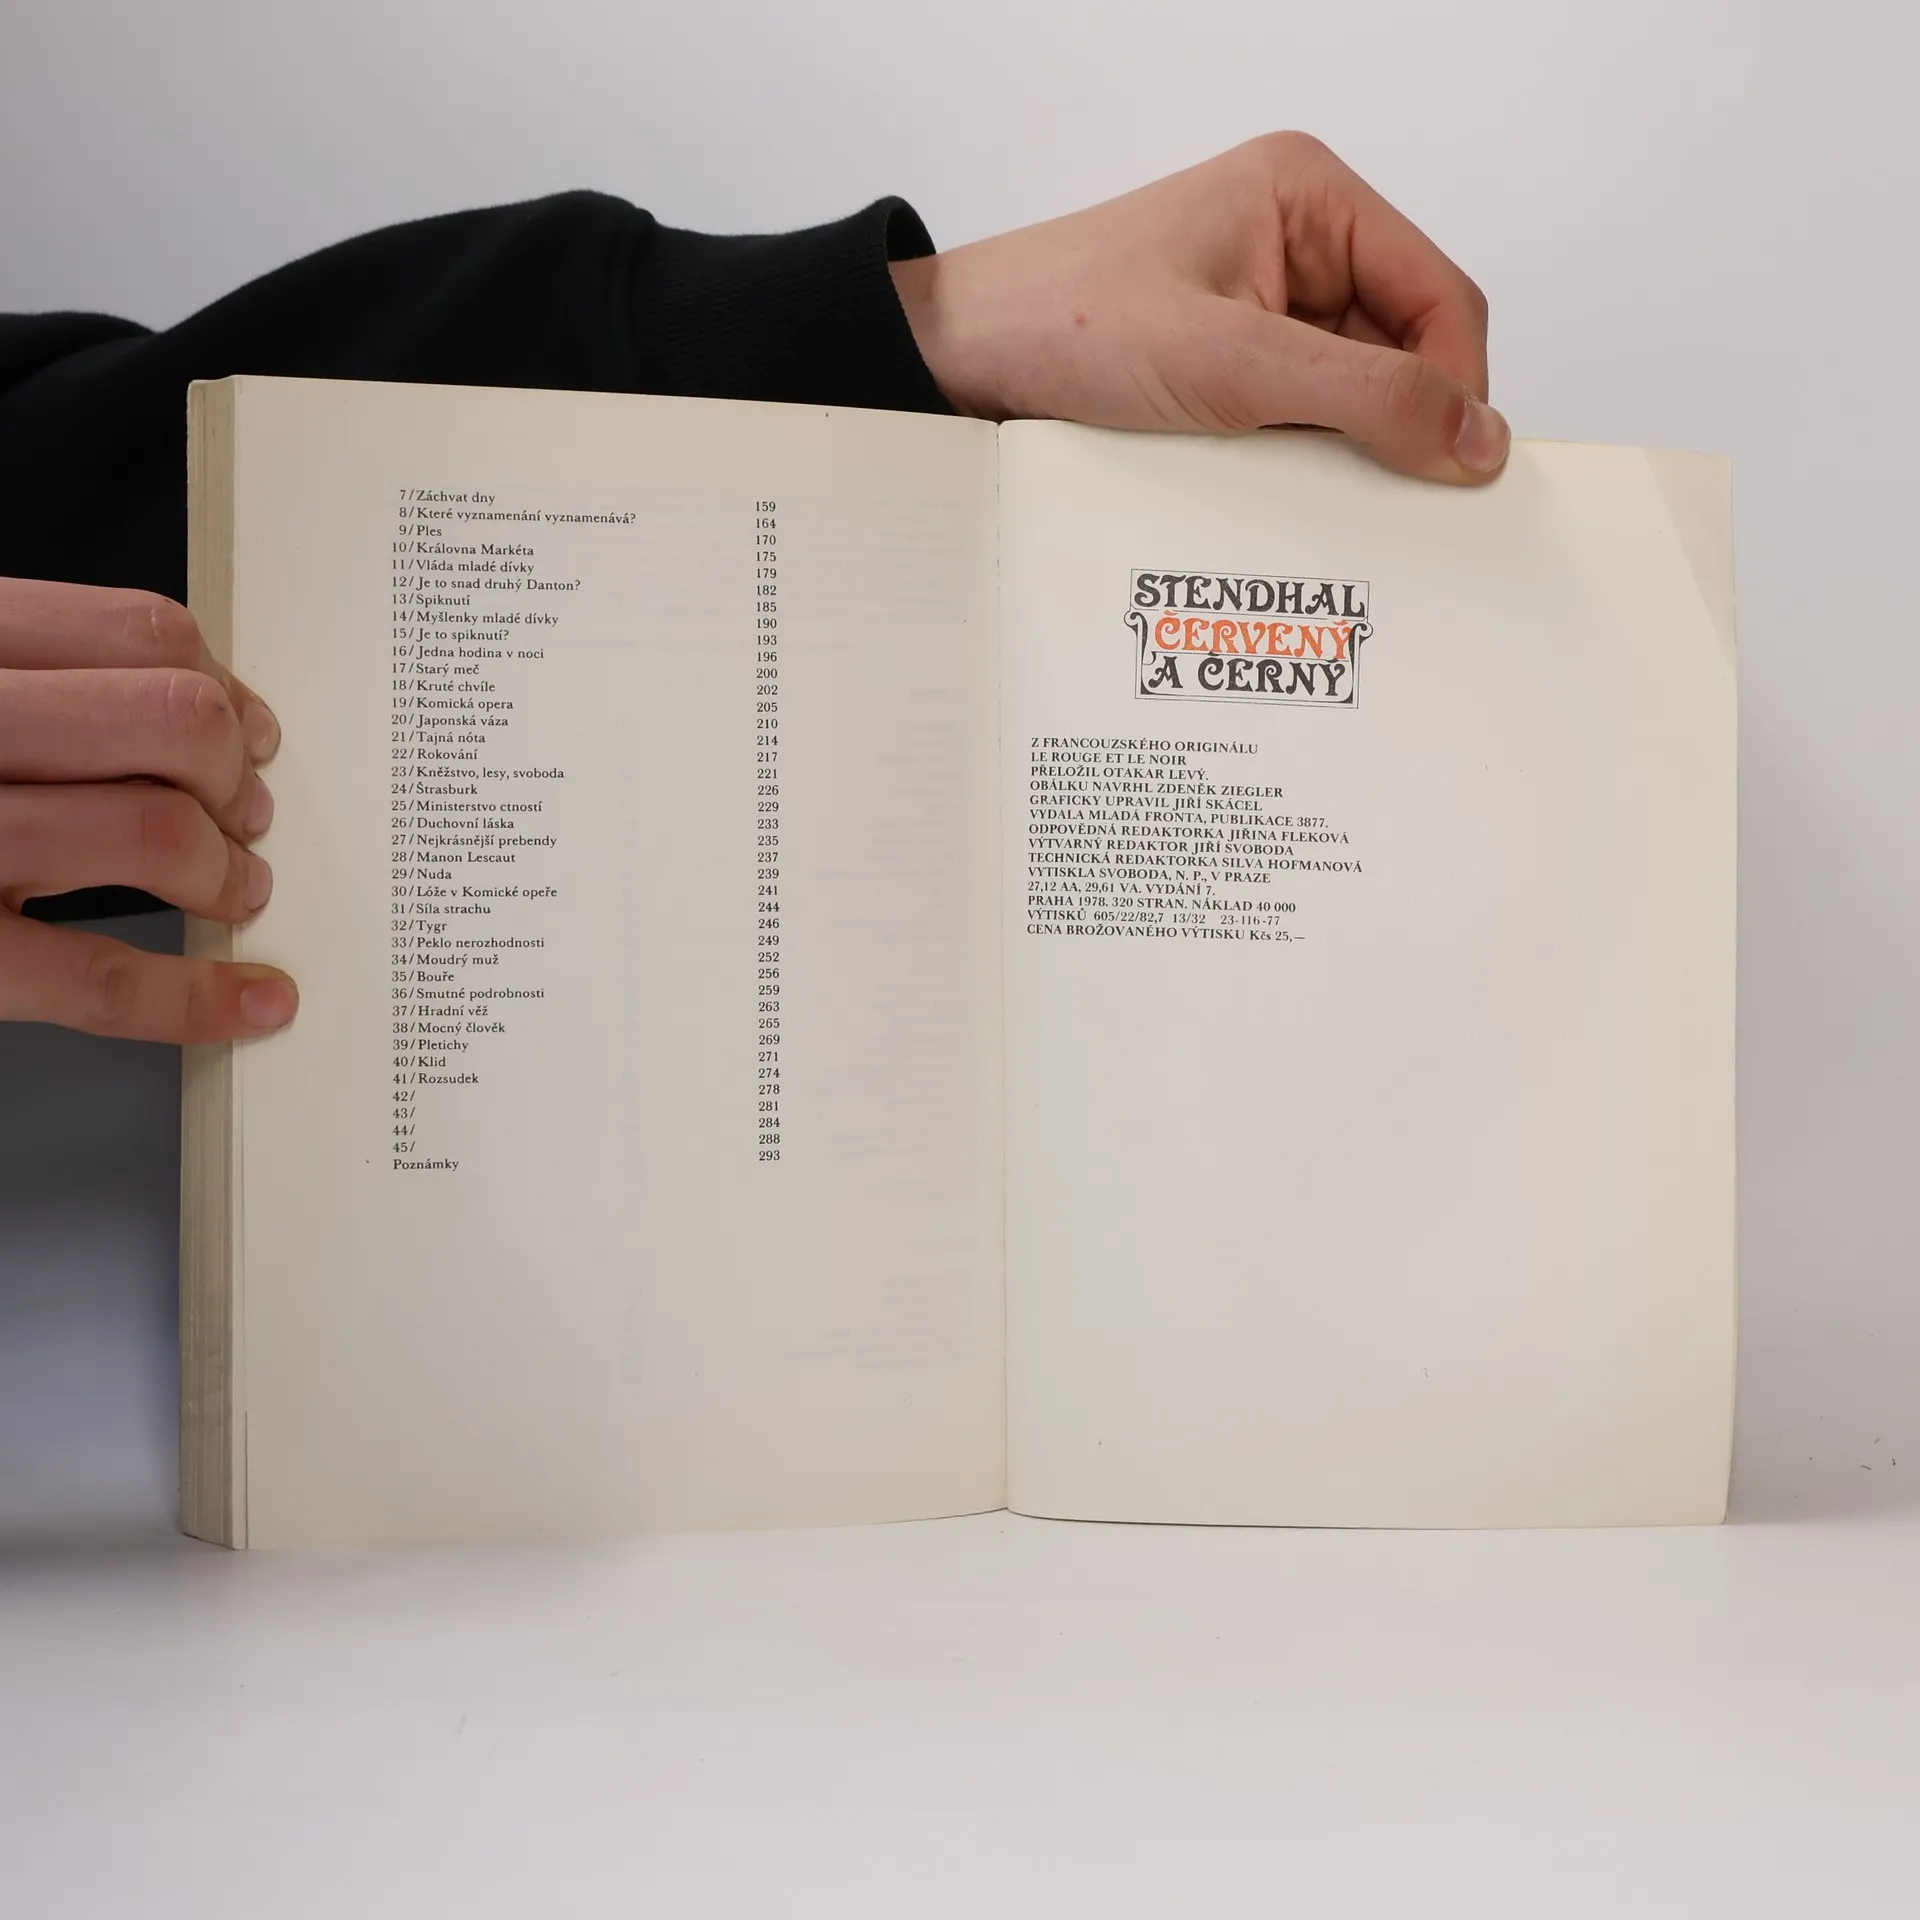 7/Záchvat dny 159
8/Které vyznamenání vyznamenává? 164
9/Ples 170
10/Královna Markéta 175
11/Vláda mladé dívky 179
12/Je to snad druhý Danton? 182
13/Spiknutí 185
14/Myšlenky mladé dívky 190
15/Je to spiknutí? 193
16/Jedna hodina v noci 196
17/Starý meč 200
18/Kruté chvíle 202
19/Komická opera 205
20/Japonská váza 210
21/Tajná nóta 214
22/Rokování 217
23/Kněžstvo, lesy, svoboda 221
24/Štrasburk 226
25/Ministerstvo ctností 229
26/Duchovní láska 233
27/Nejkrásnější prebendy 235
28/Manon Lescaut 237
29/Nuda 239
30/Lóže v Komické opeře 241
31/Síla strachu 244
32/Tygr 246
33/Peklo nerozhodnosti 249
34/Moudrý muž 252
35/Bouře 256
36/Smutné podrobnosti 259
37/Hradní věž 263
38/Mocný člověk 265
39/Pletichy 269
40/Klid 271
41/Rozsudek 274
42/ 278
43/ 281
44/ 284
45/ 288
Poznámky 293
STENDHAL
ČERVENÝ
A ČERNÝ
Z FRANCOUZSKÉHO ORIGINÁLU
LE ROUGE ET LE NOIR
PŘELOŽIL OTAKAR LEVÝ.
OBÁLKU NAVRHL ZDENĚK ZIEGLER
GRAFICKY UPRAVIL JIŘÍ SKÁCEL
VYDALA MLADÁ FRONTA, PUBLIKACE 3877.
ODPOVĚDNÁ REDAKTORKA JIŘINA FLEKOVÁ
VÝTVARNÝ REDAKTOR JIŘÍ SVOBODA
TECHNICKÁ REDAKTORKA SILVA HOFMANOVÁ
VYTISKLA SVOBODA, N. P., V PRAZE
27,12 AA, 29,61 VA. VYDÁNÍ 7.
PRAHA 1978. 320 STRAN. NÁKLAD 40 000
VÝTISKŮ 605/22/82,7 13/32 23-116-77
CENA BROŽOVANÉHO VÝTISKU Kčs 25,—